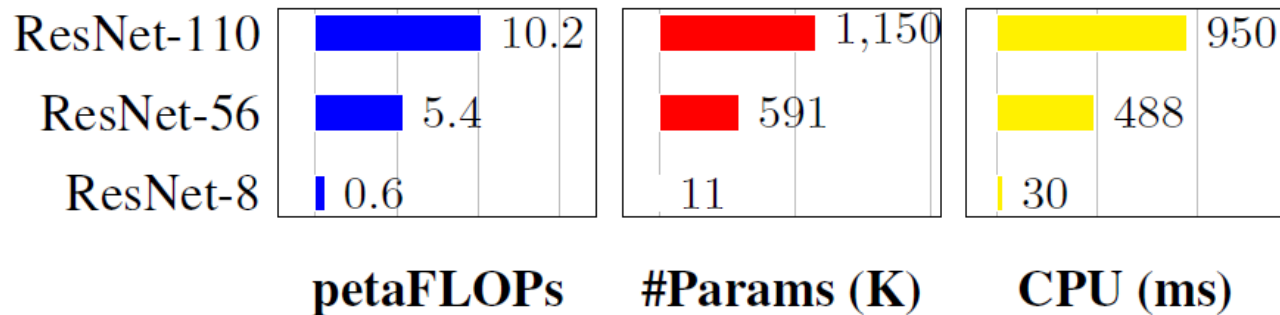 ResNet-110 10.2 1,150 950
ResNet-56 5.4 591 488
ResNet-8 0.6 11 30
petaFLOPs #Params (K) CPU (ms)